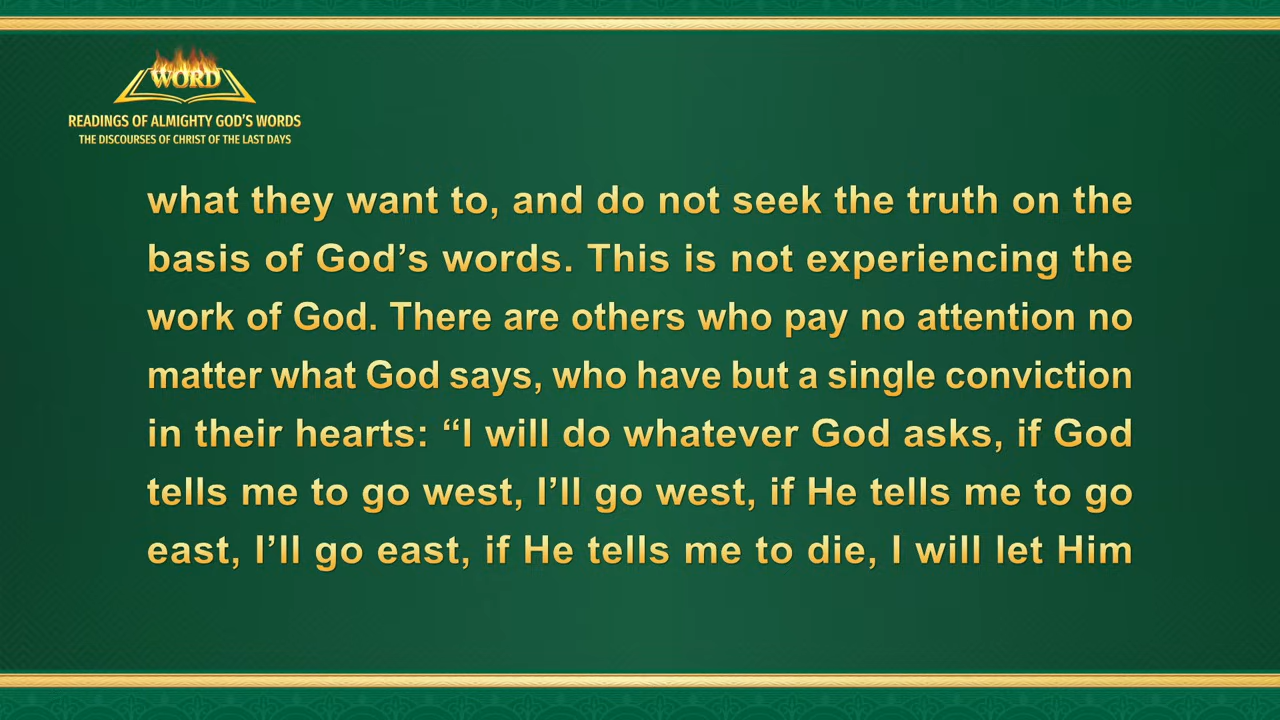 WORD
READINGS OF ALMIGHTY GOD'S WORDS
THE DISCOURSES OF CHRIST OF THE LAST DAYS
what they want to, and do not seek the truth on the
basis of God’s words. This is not experiencing the
work of God. There are others who pay no attention no
matter what God says, who have but a single conviction
in their hearts: “I will do whatever God asks, if God
tells me to go west, I’ll go west, if He tells me to go
east, I’ll go east, if He tells me to die, I will let Him